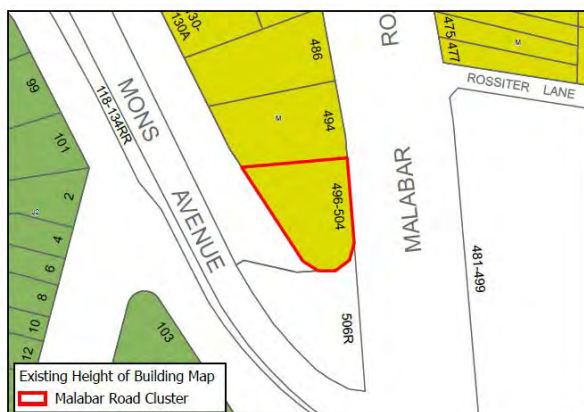 130-
130A
486
475
477
M
ROSSITER LANE
RO
99
101
118-134RR
MONS
AVENUE
M
494
MALABAR
496-504
481-499
2
4
6
8
10
12
103
506R
Existing Height of Building Map
Malabar Road Cluster